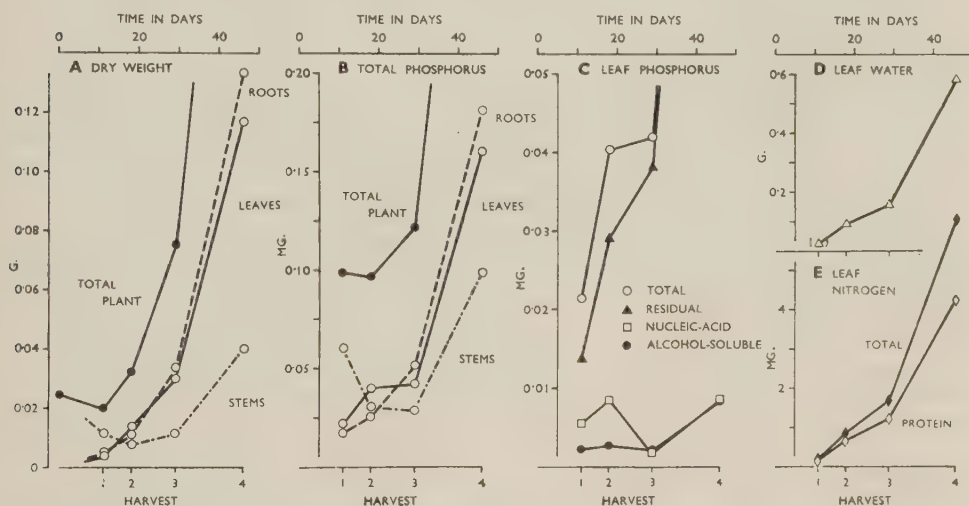 TIME IN DAYS
0 20 40
A DRY WEIGHT
0·12
0·10
0·08
0·06
0·04
0·02
0
G.
ROOTS
LEAVES
TOTAL
PLANT
STEMS
1 2 3 4
HARVEST
TIME IN DAYS
0 20 40
B TOTAL PHOSPHORUS
0·20
0·15
0·10
0·05
MG.
ROOTS
TOTAL
PLANT
LEAVES
STEMS
1 2 3 4
HARVEST
TIME IN DAYS
0 20 40
C LEAF PHOSPHORUS
0·05
0·04
0·03
0·02
0·01
MG.
TOTAL
RESIDUAL
NUCLEIC-ACID
ALCOHOL-SOLUBLE
1 2 3 4
HARVEST
TIME IN DAYS
0 20 40
D LEAF WATER
0·6
0·4
0·2
G.
E LEAF
NITROGEN
4
2
MG.
TOTAL
PROTEIN
1 2 3 4
HARVEST